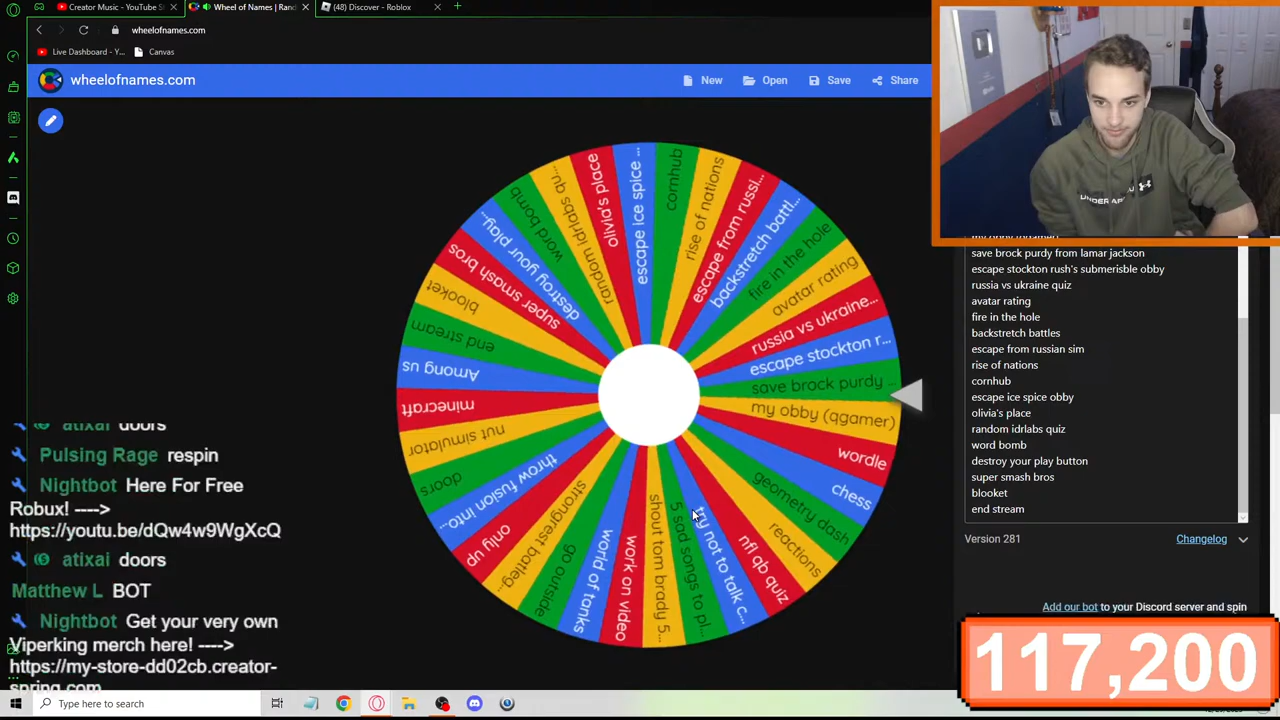 Creator Music - YouTube S
Wheel of Names | Rand
(48) Discover - Roblox
wheelofnames.com
Live Dashboard - Y...
Canvas
wheelofnames.com
New
Open
Save
Share
escape ice spice ...
cornhub
rise of nations
escape from russi...
backstretch battl...
fire in the hole
avatar rating
russia vs ukraine...
escape stockton r...
save brock purdy ...
my obby (qgamer)
wordle
chess
geometry dash
reactions
nfl qb quiz
try not to talk c...
5 sad songs to pl...
shout tom brady 5...
work on video
world of tanks
go outside
strongest battleg...
only up
throw fusion into...
doors
nut simulator
minecraft
Among us
end stream
blooket
super smash bros
destroy your play...
word bomb
random idrlabs qu...
olivia's place
atixai doors
Pulsing Rage respin
Nightbot Here For Free
Robux! ---->
https://youtu.be/dQw4w9WgXcQ
atixai doors
Matthew L BOT
Nightbot Get your very own
Viperking merch here! ---->
https://my-store-dd02cb.creator-
spring.com
UNDER ARMOUR
save brock purdy from lamar jackson
escape stockton rush's submerisble obby
russia vs ukraine quiz
avatar rating
fire in the hole
backstretch battles
escape from russian sim
rise of nations
cornhub
escape ice spice obby
olivia's place
random idrlabs quiz
word bomb
destroy your play button
super smash bros
blooket
end stream
Version 281
Changelog
Add our bot to your Discord server and spin
117,200
Type here to search